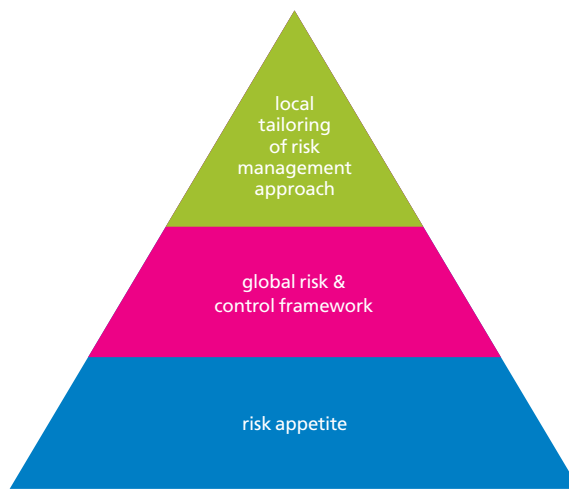 local
tailoring
of risk
management
approach
global risk &
control framework
risk appetite